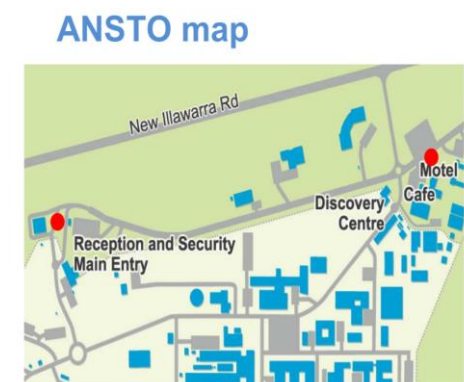 ANSTO map
New Illawarra Rd
Motel
Cafe
Discovery
Centre
Reception and Security
Main Entry